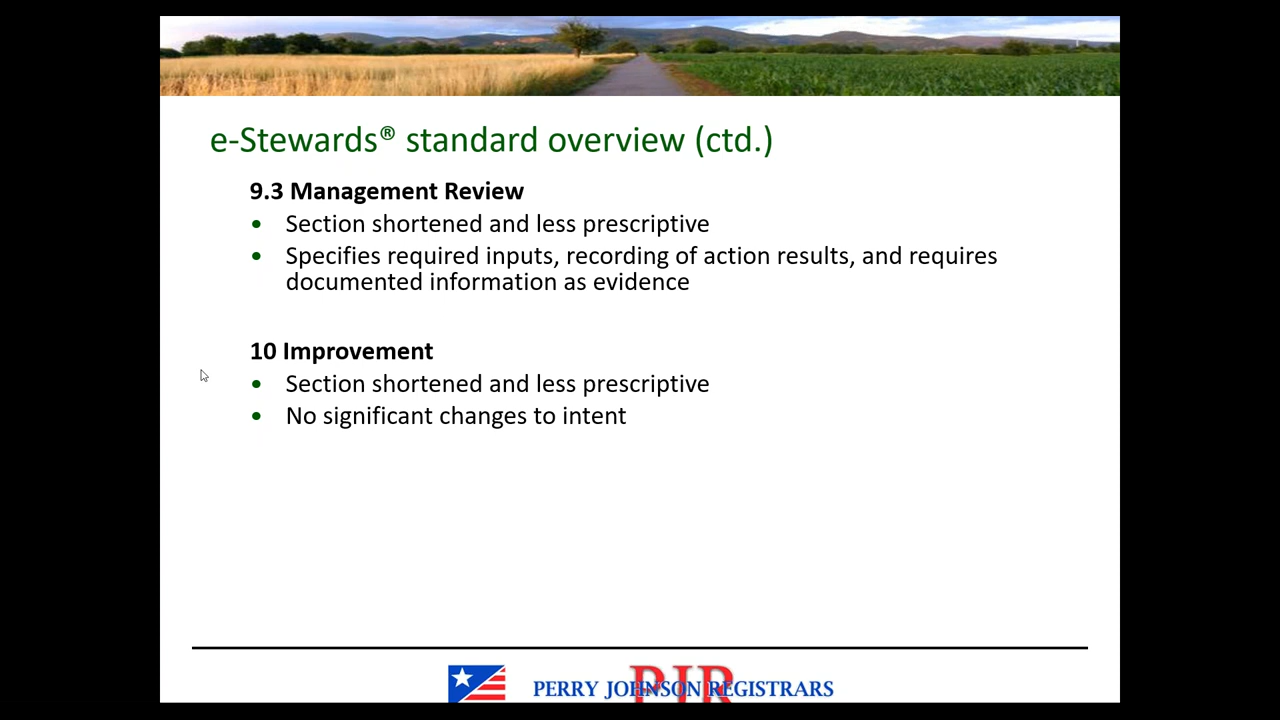 e-Stewards® standard overview (ctd.)
9.3 Management Review
• Section shortened and less prescriptive
• Specifies required inputs, recording of action results, and requires
documented information as evidence
10 Improvement
• Section shortened and less prescriptive
• No significant changes to intent
PJR
PERRY JOHNSON REGISTRARS